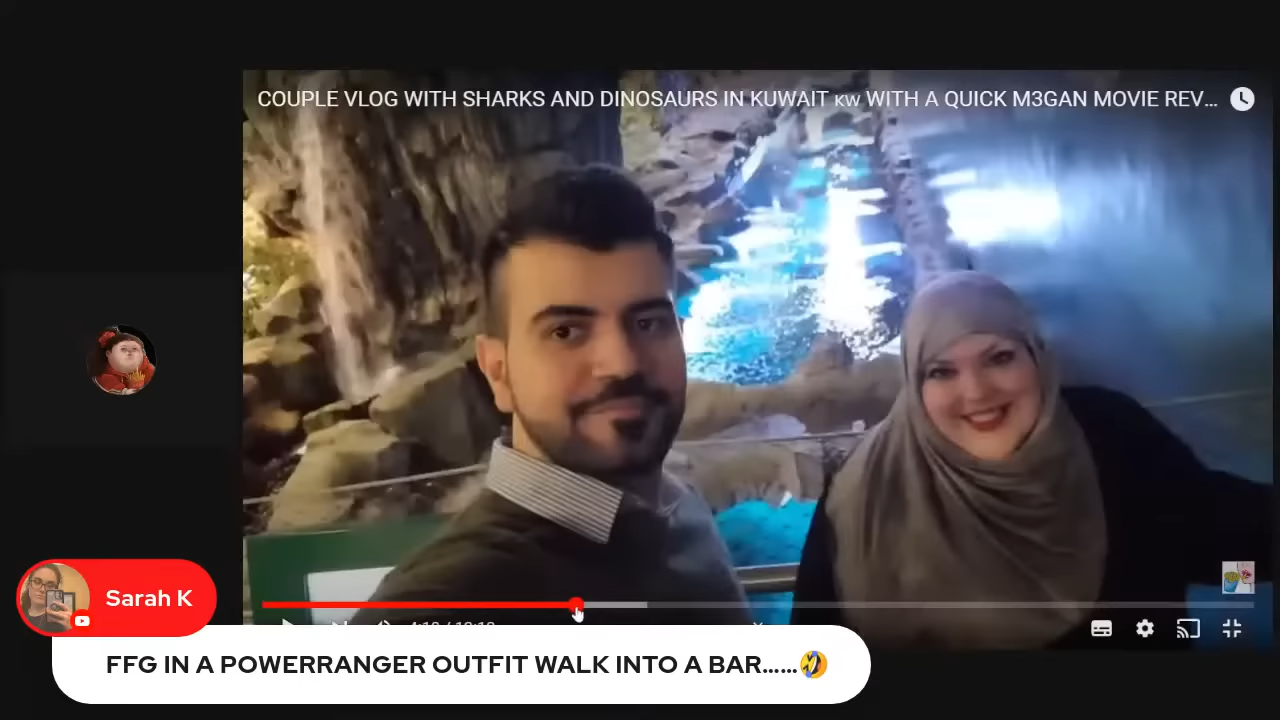 COUPLE VLOG WITH SHARKS AND DINOSAURS IN KUWAIT ᴋᴡ WITH A QUICK M3GAN MOVIE REV...
Sarah K
FFG IN A POWERRANGER OUTFIT WALK INTO A BAR......🤣